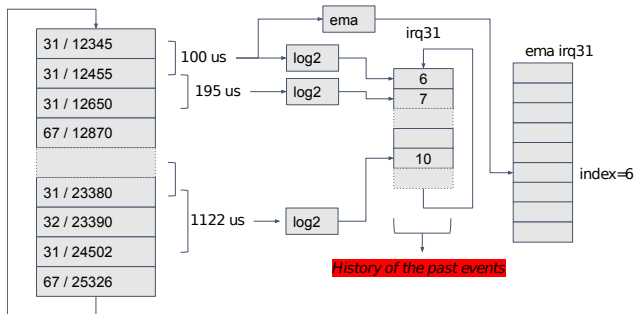 ema
irq31
31 / 12345
100 us
log2
6
ema irq31
31 / 12455
195 us
log2
7
31 / 12650
67 / 12870
10
index=6
31 / 23380
32 / 23390
1122 us
log2
31 / 24502
67 / 25326
History of the past events